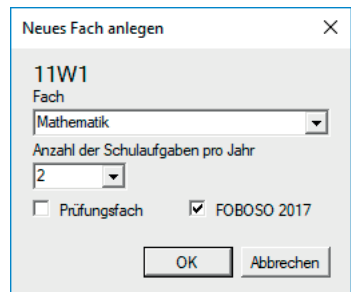 Neues Fach anlegen
11W1
Fach
Mathematik
Anzahl der Schulaufgaben pro Jahr
2
Prüfungsfach FOBOSO 2017
OK Abbrechen